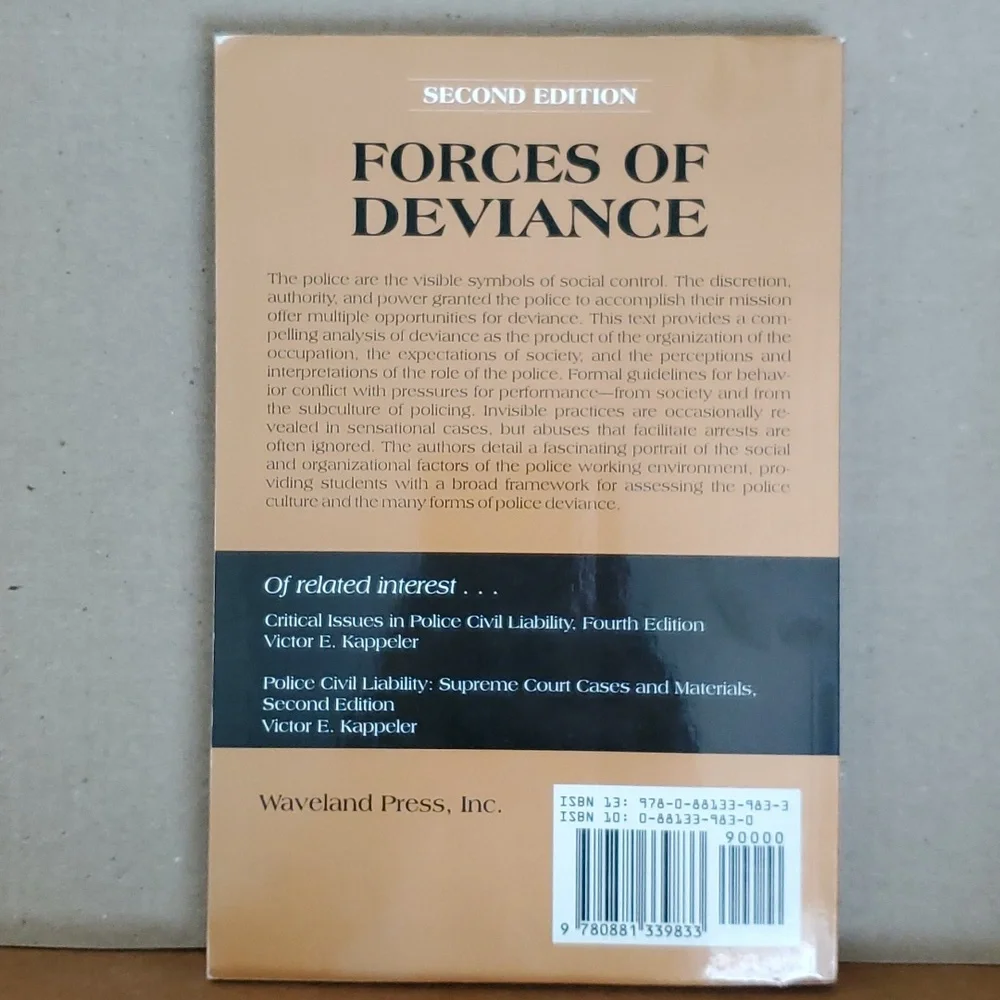 SECOND EDITION
FORCES OF
DEVIANCE
The police are the visible symbols of social control. The discretion,
authority, and power granted the police to accomplish their mission
offer multiple opportunities for deviance. This text provides a com-
pelling analysis of deviance as the product of the organization of the
occupation, the expectations of society, and the perceptions and
interpretations of the role of the police. Formal guidelines for behav-
ior conflict with pressures for performance—from society and from
the subculture of policing. Invisible practices are occasionally re-
vealed in sensational cases, but abuses that facilitate arrests are
often ignored. The authors detail a fascinating portrait of the social
and organizational factors of the police working environment, pro-
viding students with a broad framework for assessing the police
culture and the many forms of police deviance.
Of related interest . . .
Critical Issues in Police Civil Liability, Fourth Edition
Victor E. Kappeler
Police Civil Liability: Supreme Court Cases and Materials,
Second Edition
Victor E. Kappeler
Waveland Press, Inc.
ISBN 13: 978-0-88133-983-3
ISBN 10: 0-88133-983-0
90000
9 780881 339833